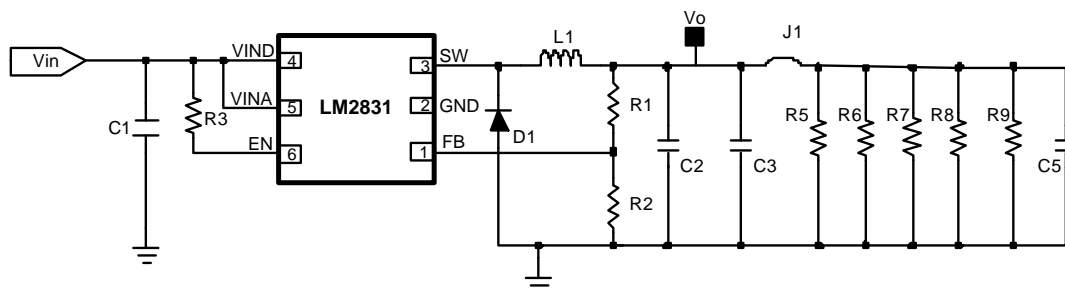 Vo
J1
L1
Vin
VIND
4
3
SW
VINA
5
LM2831
2
GND
R1
C1
R3
EN
6
1
FB
D1
R2
C2
C3
R5
R6
R7
R8
R9
C5